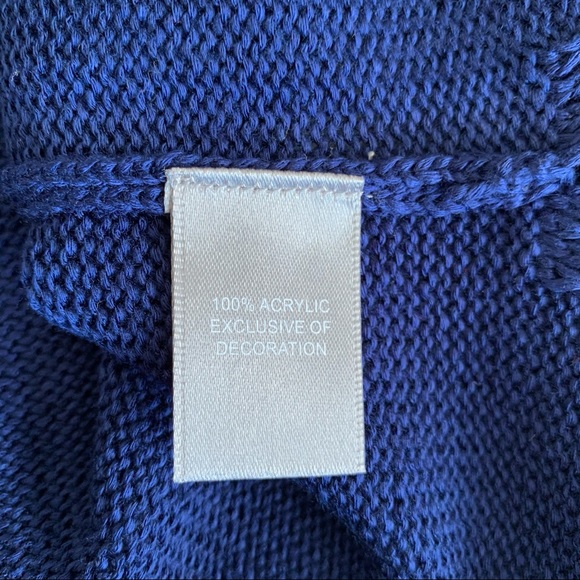 100% ACRYLIC
EXCLUSIVE OF
DECORATION